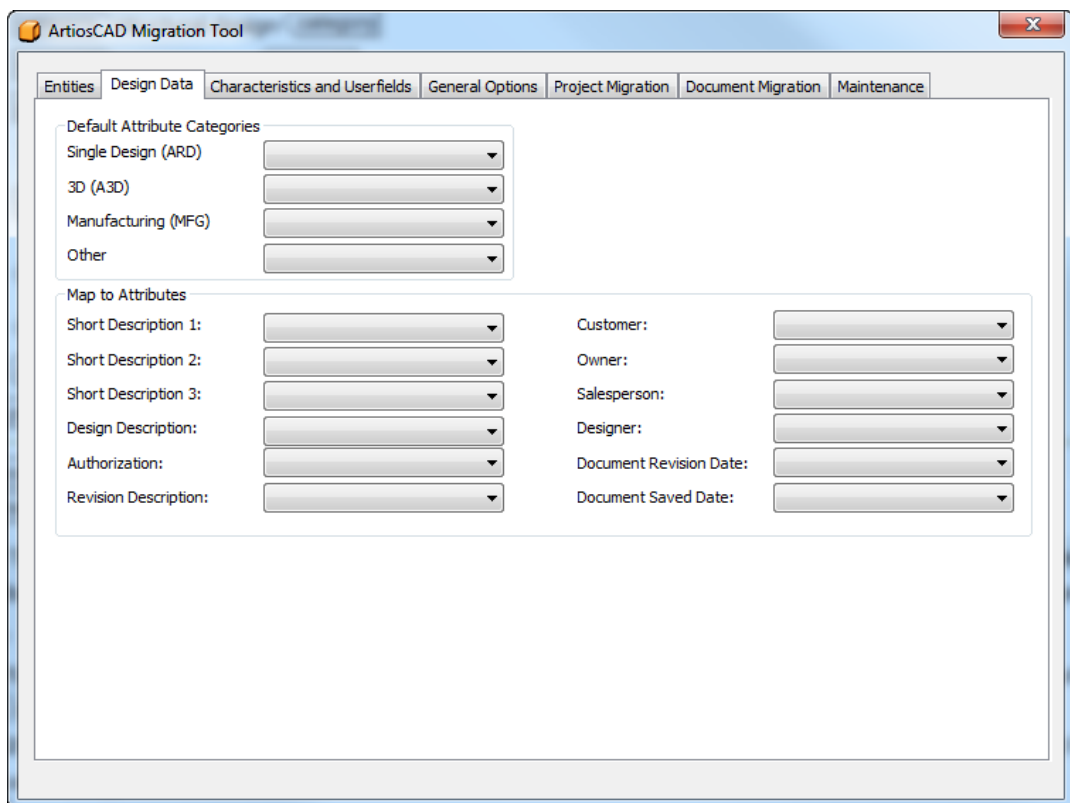 ArtiosCAD Migration Tool
Entities Design Data Characteristics and Userfields General Options Project Migration Document Migration Maintenance
Default Attribute Categories
Single Design (ARD)
3D (A3D)
Manufacturing (MFG)
Other
Map to Attributes
Short Description 1: Customer:
Short Description 2: Owner:
Short Description 3: Salesperson:
Design Description: Designer:
Authorization: Document Revision Date:
Revision Description: Document Saved Date: